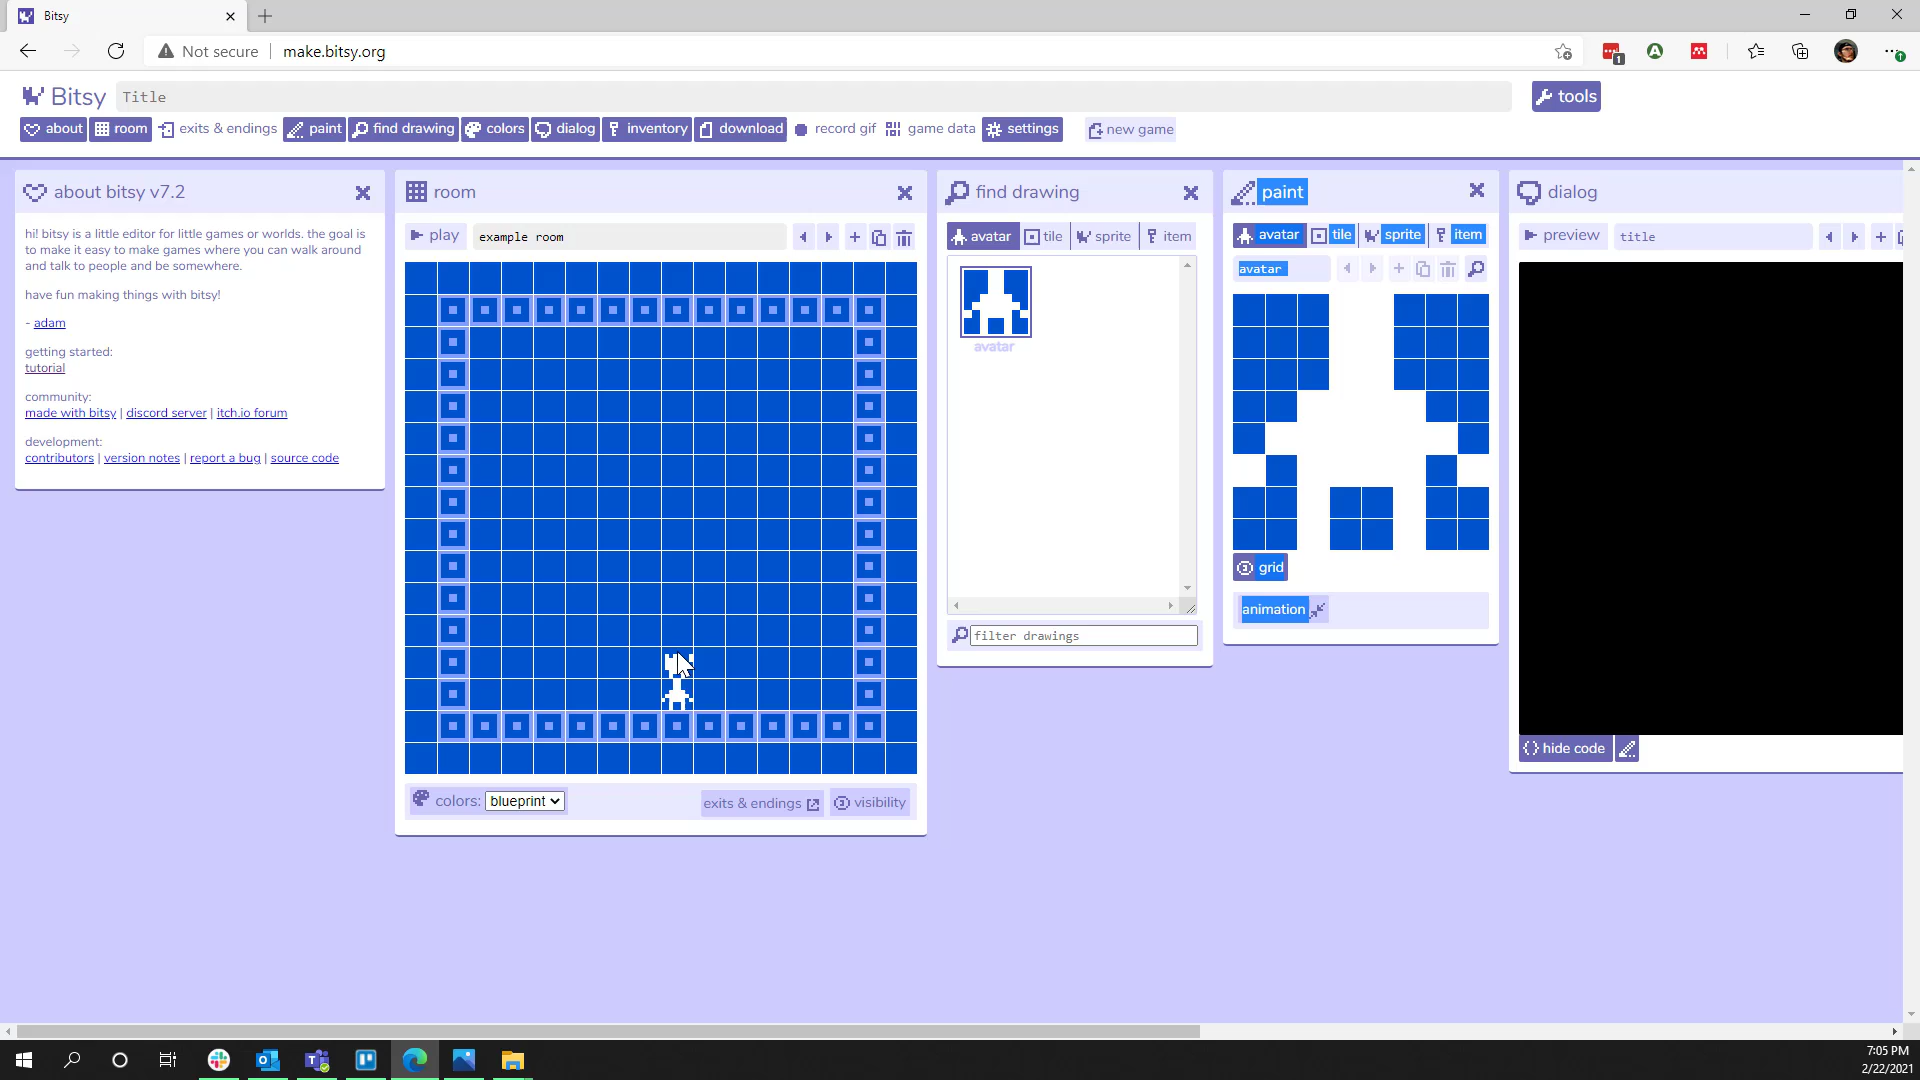 Bitsy
Not secure
make.bitsy.org
1
Bitsy
Title
tools
about
room
exits & endings
paint
find drawing
colors
dialog
inventory
download
record gif
game data
settings
new game
about bitsy v7.2
hi! bitsy is a little editor for little games or worlds. the goal is
to make it easy to make games where you can walk around
and talk to people and be somewhere.
have fun making things with bitsy!
- adam
getting started:
tutorial
community:
made with bitsy | discord server | itch.io forum
development:
contributors | version notes | report a bug | source code
room
play
example room
colors:
blueprint
exits & endings
visibility
find drawing
avatar
tile
sprite
item
avatar
filter drawings
paint
avatar
tile
sprite
item
avatar
grid
animation
dialog
preview
title
hide code
7:05 PM
2/22/2021